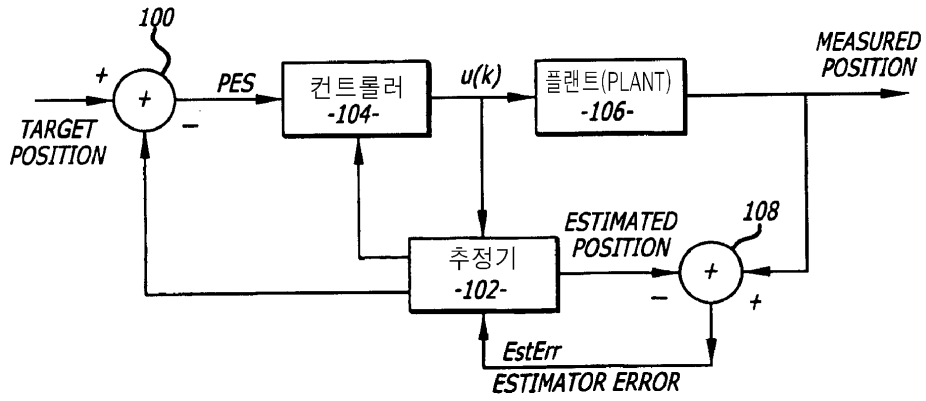 100
+
+
−
TARGET
POSITION
PES
컨트롤러
-104-
u(k)
플랜트(PLANT)
-106-
MEASURED
POSITION
추정기
-102-
ESTIMATED
POSITION
108
+
−
+
EstErr
ESTIMATOR ERROR